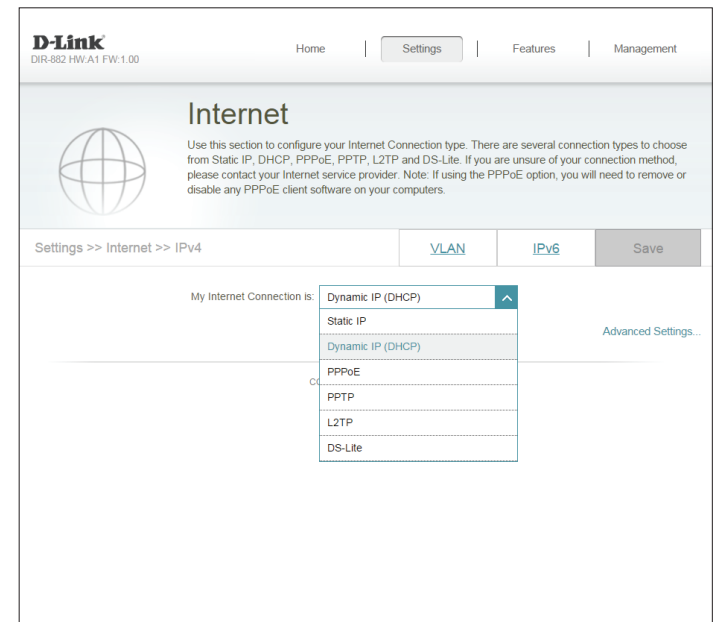 D-Link
DIR-882 HW:A1 FW:1.00
Home
Settings
Features
Management
Internet
Use this section to configure your Internet Connection type. There are several connection types to choose
from Static IP, DHCP, PPPoE, PPTP, L2TP and DS-Lite. If you are unsure of your connection method,
please contact your Internet service provider. Note: If using the PPPoE option, you will need to remove or
disable any PPPoE client software on your computers.
Settings >> Internet >> IPv4
VLAN
IPv6
Save
My Internet Connection is: Dynamic IP (DHCP)
Static IP
Advanced Settings...
Dynamic IP (DHCP)
PPPoE
PPTP
L2TP
DS-Lite